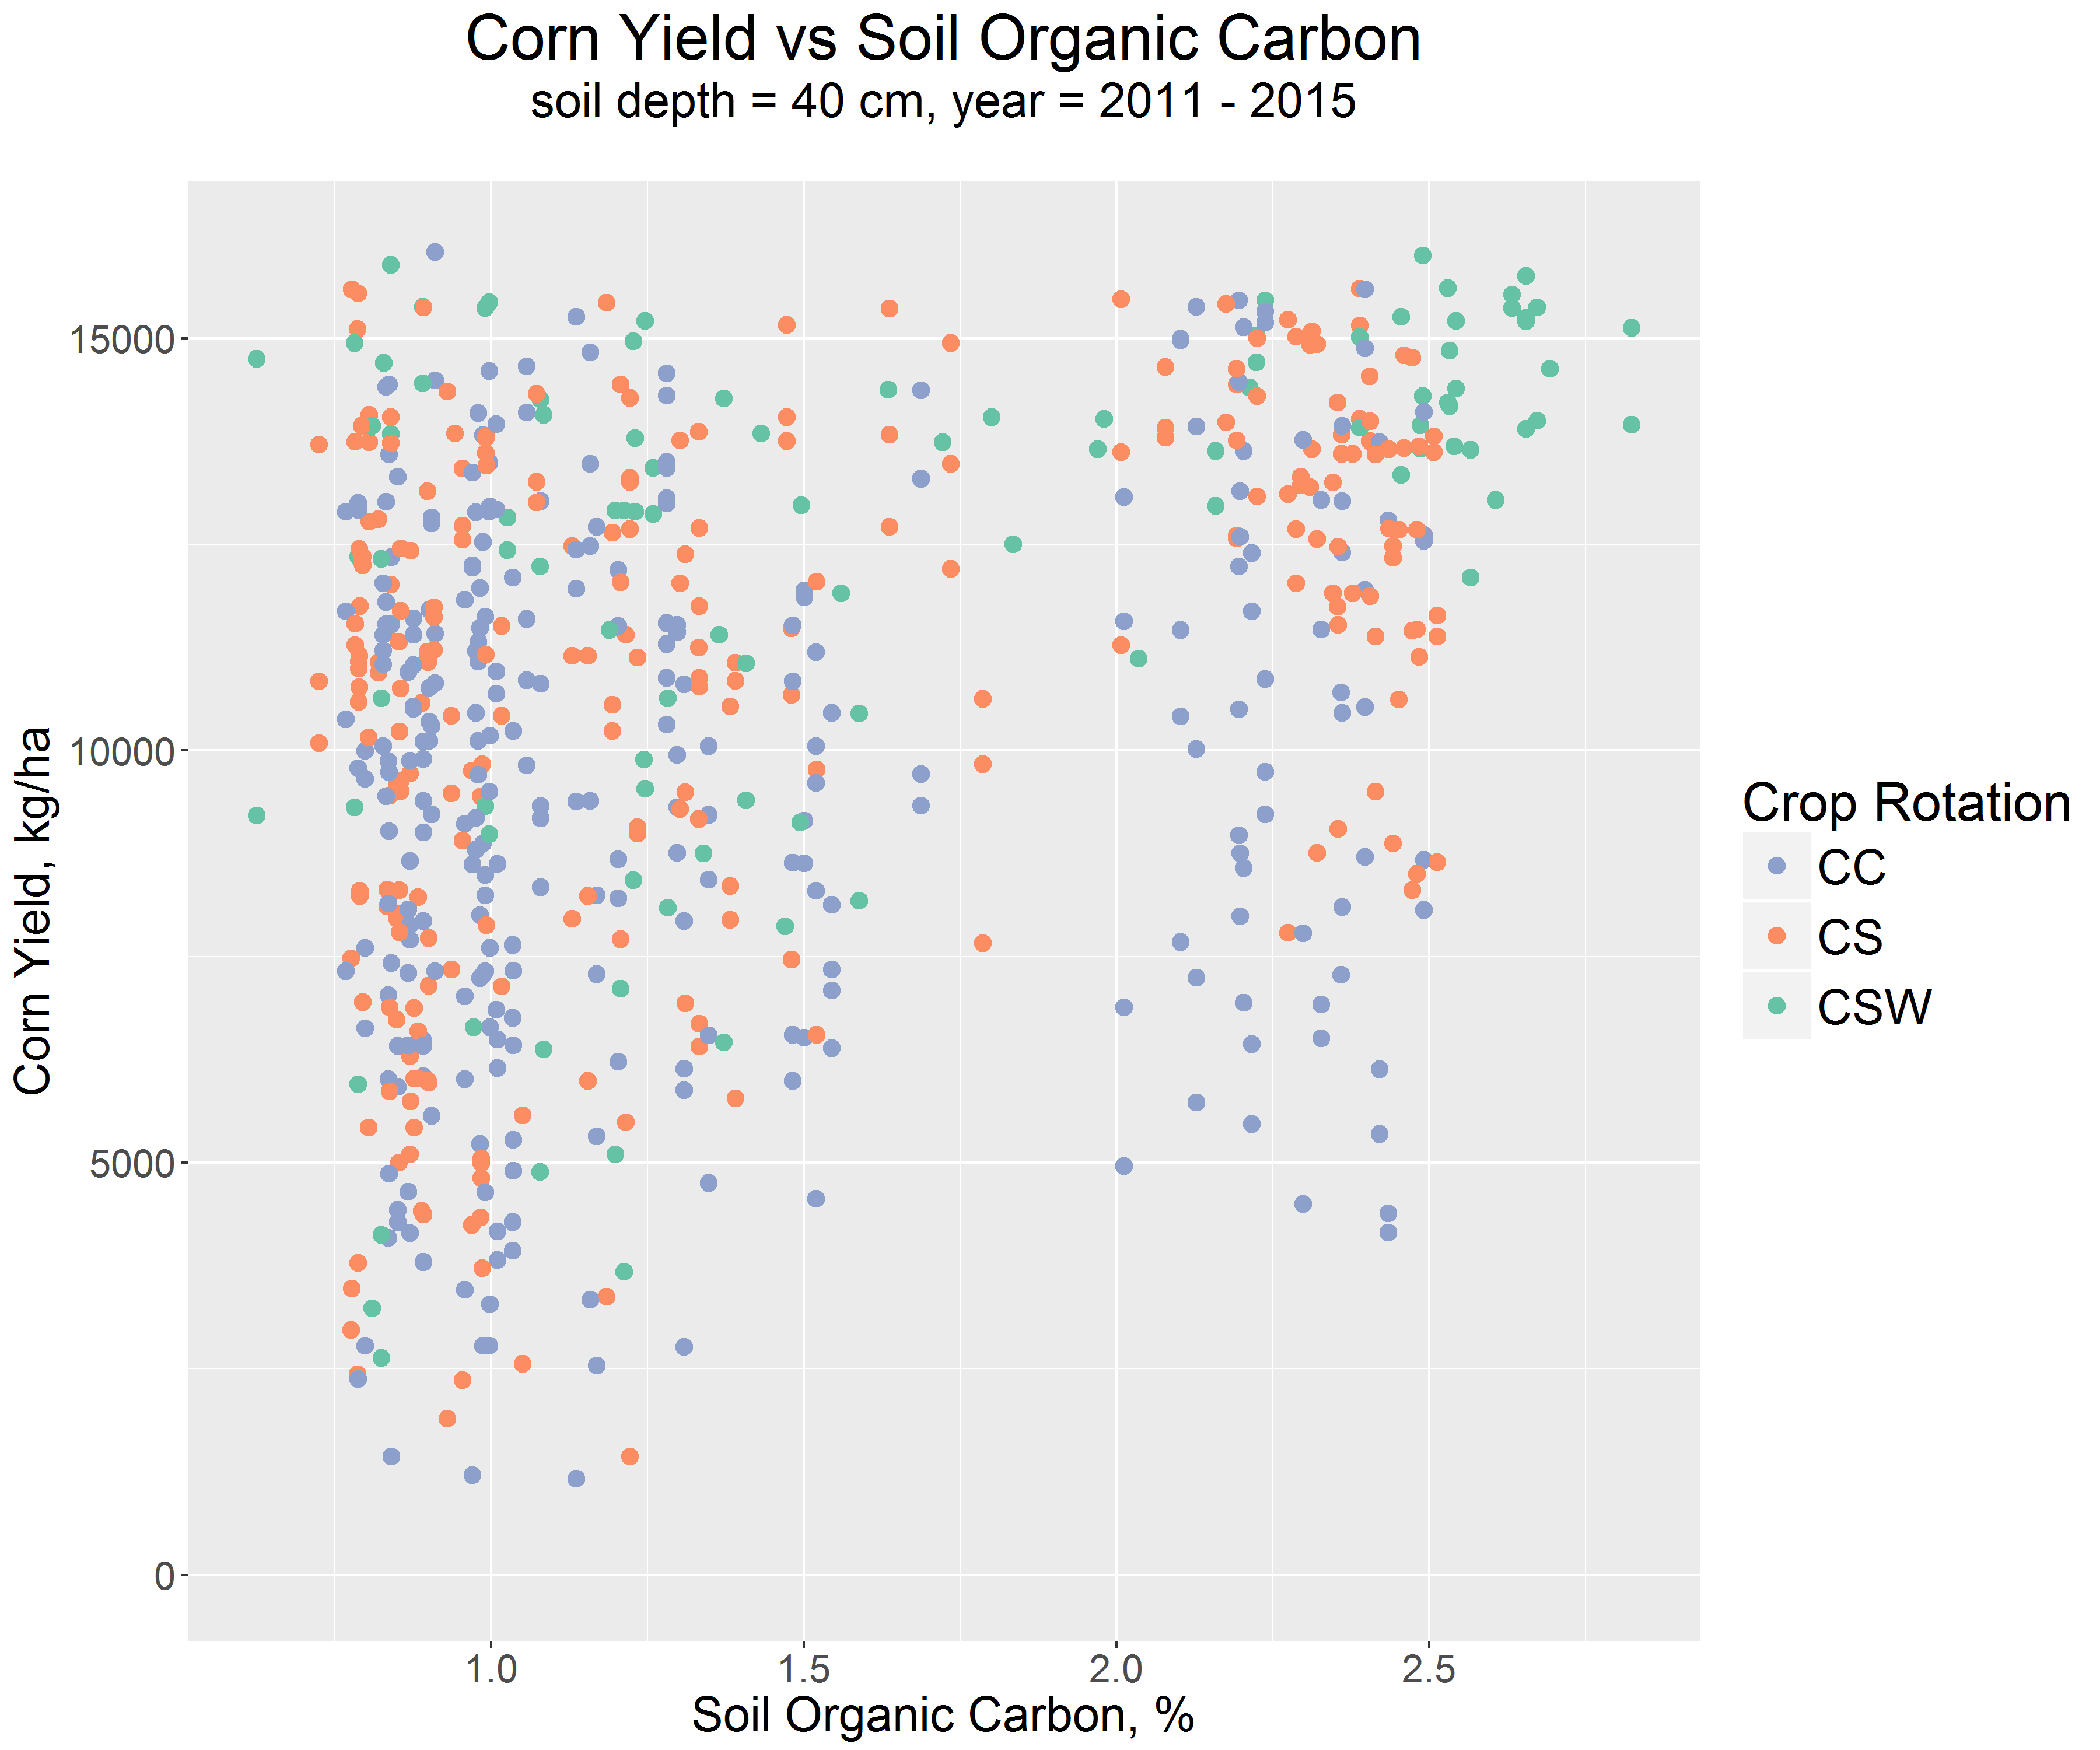 Corn Yield vs Soil Organic Carbon
soil depth = 40 cm, year = 2011 - 2015
15000
10000
5000
0
Corn Yield, kg/ha
1.0
1.5
2.0
2.5
Soil Organic Carbon, %
Crop Rotation
CC
CS
CSW